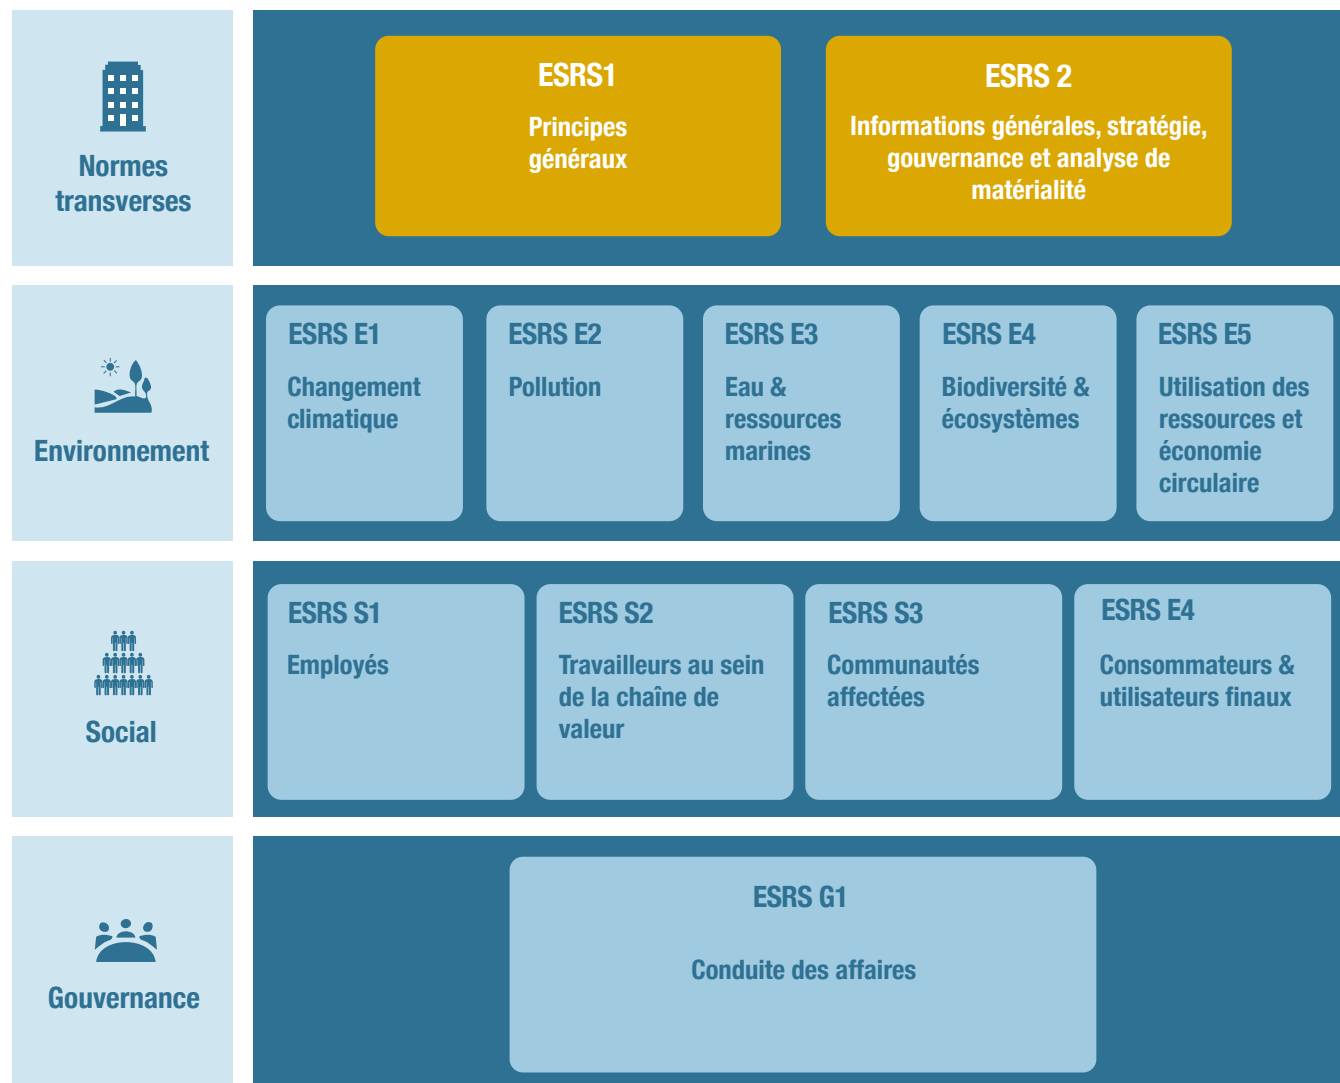 Normes
transverses
ESRS1
Principes
généraux
ESRS 2
Informations générales, stratégie,
gouvernance et analyse de
matérialité
Environnement
ESRS E1
Changement
climatique
ESRS E2
Pollution
ESRS E3
Eau &
ressources
marines
ESRS E4
Biodiversité &
écosystèmes
ESRS E5
Utilisation des
ressources et
économie
circulaire
Social
ESRS S1
Employés
ESRS S2
Travailleurs au sein
de la chaîne de
valeur
ESRS S3
Communautés
affectées
ESRS E4
Consommateurs &
utilisateurs finaux
Gouvernance
ESRS G1
Conduite des affaires